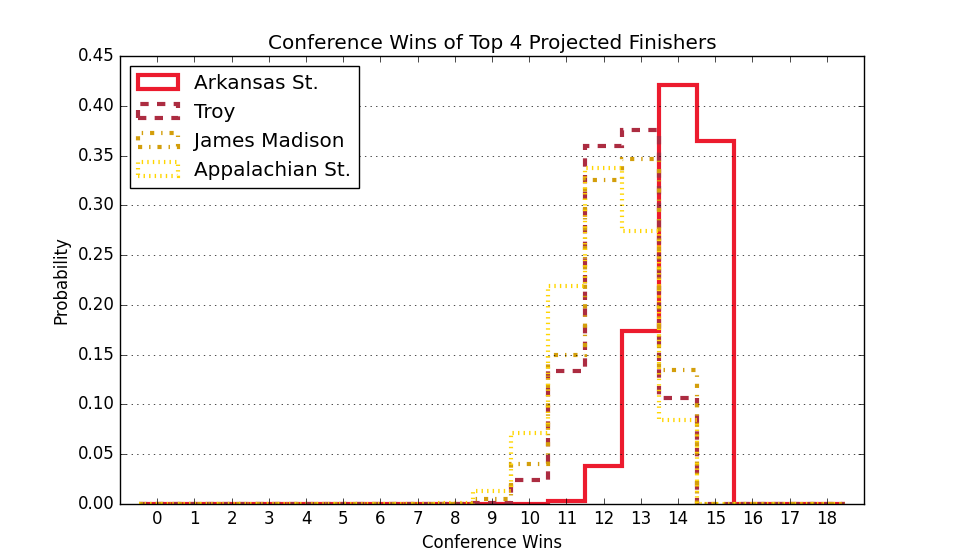 Conference Wins of Top 4 Projected Finishers
0.45
0.40
0.35
0.30
0.25
0.20
0.15
0.10
0.05
0.00
Probability
Arkansas St.
Troy
James Madison
Appalachian St.
0 1 2 3 4 5 6 7 8 9 10 11 12 13 14 15 16 17 18
Conference Wins